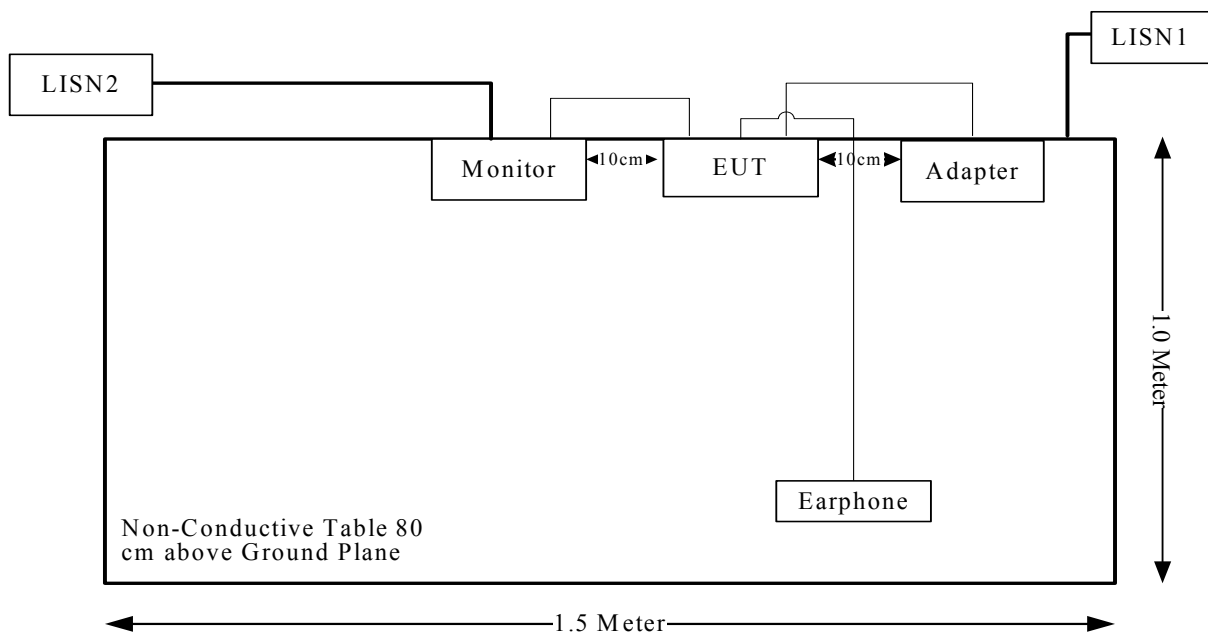 LISN1
LISN2
Monitor
10cm
EUT
10cm
Adapter
1.0 Meter
Earphone
Non-Conductive Table 80
cm above Ground Plane
1.5 Meter